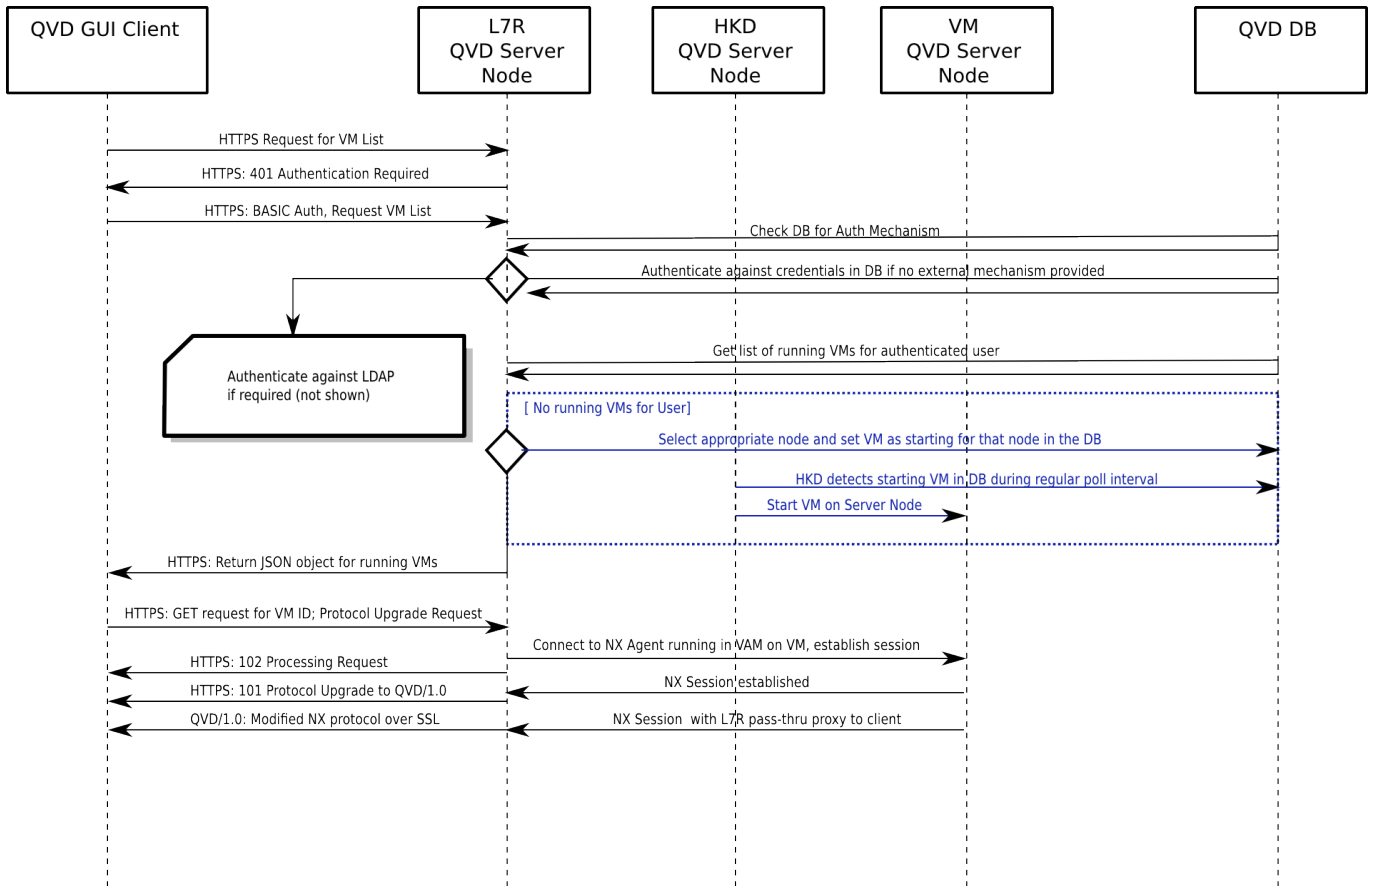 QVD GUI Client
L7R
QVD Server
Node
HKD
QVD Server
Node
VM
QVD Server
Node
QVD DB
HTTPS Request for VM List
HTTPS: 401 Authentication Required
HTTPS: BASIC Auth, Request VM List
Check DB for Auth Mechanism
Authenticate against credentials in DB if no external mechanism provided
Get list of running VMs for authenticated user
Authenticate against LDAP
if required (not shown)
[ No running VMs for User]
Select appropriate node and set VM as starting for that node in the DB
HKD detects starting VM in DB during regular poll interval
Start VM on Server Node
HTTPS: Return JSON object for running VMs
HTTPS: GET request for VM ID; Protocol Upgrade Request
Connect to NX Agent running in VAM on VM, establish session
HTTPS: 102 Processing Request
NX Session established
HTTPS: 101 Protocol Upgrade to QVD/1.0
QVD/1.0: Modified NX protocol over SSL
NX Session  with L7R pass-thru proxy to client